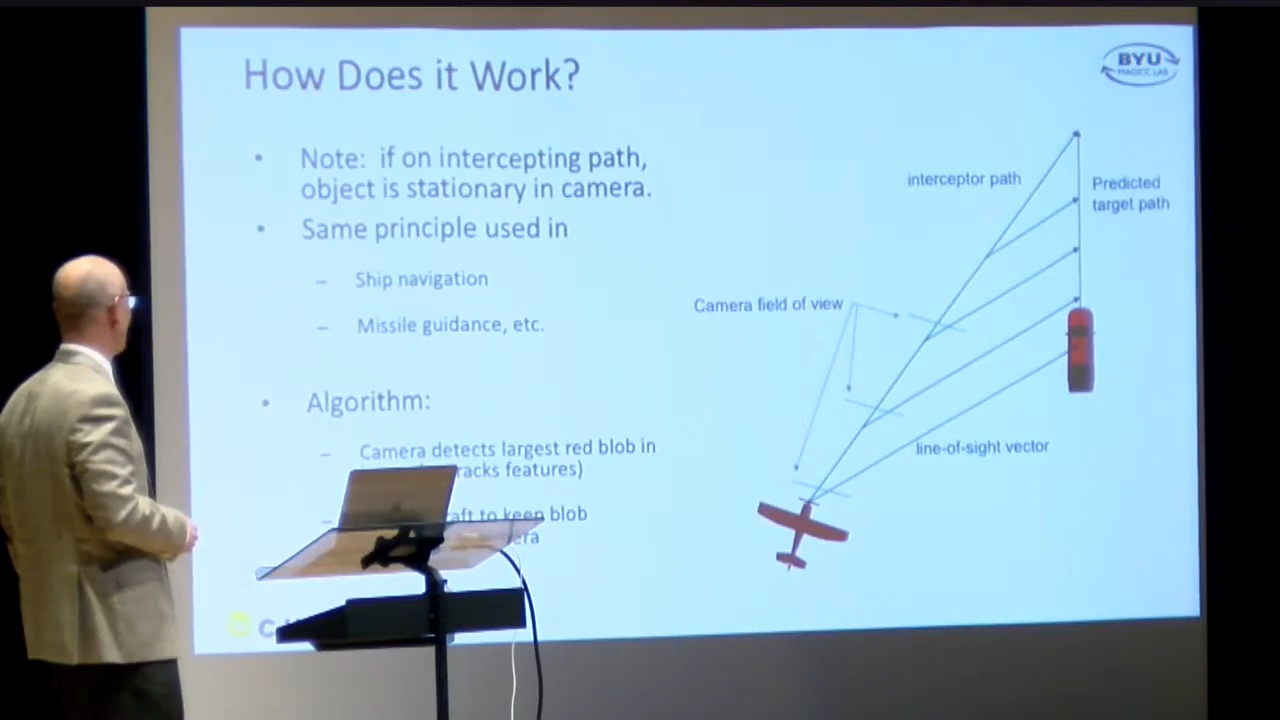 How Does it Work?
BYU
MAGICC LAB
• Note: if on intercepting path,
object is stationary in camera.
• Same principle used in
– Ship navigation
– Missile guidance, etc.
• Algorithm:
– Camera detects largest red blob in
racks features)
– aft to keep blob
era
interceptor path
Predicted
target path
Camera field of view
line-of-sight vector
C